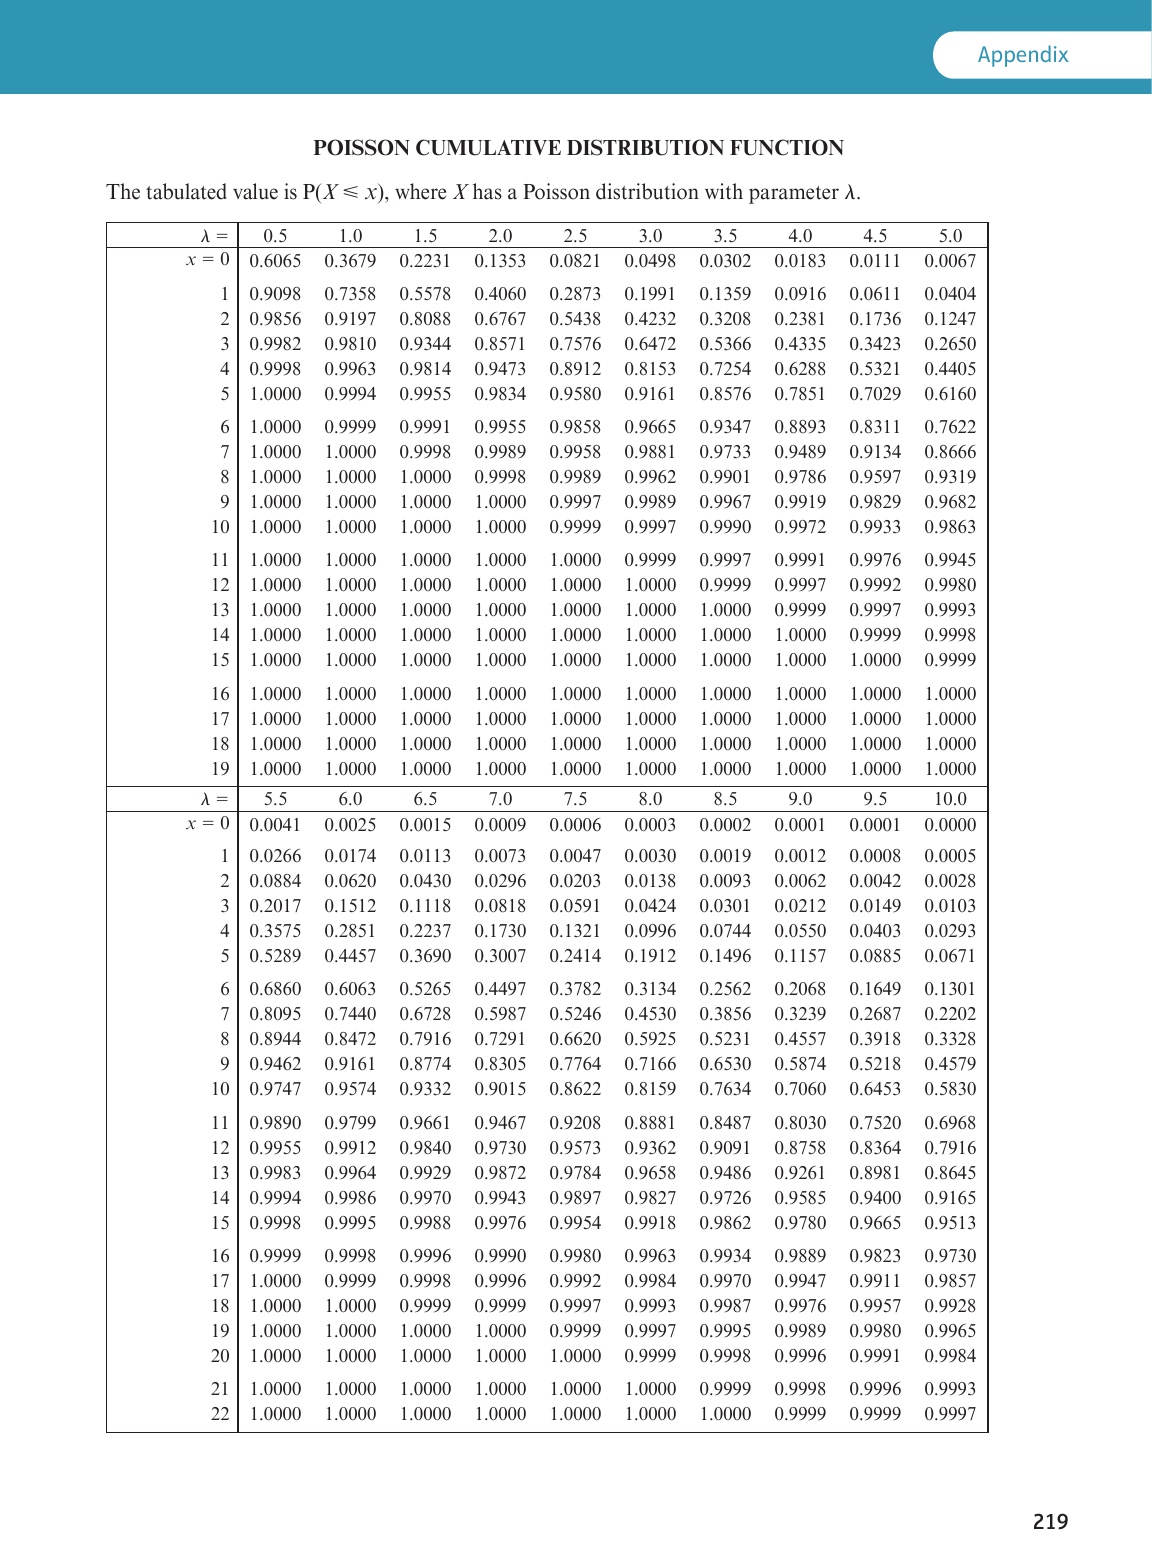 Appendix
POISSON CUMULATIVE DISTRIBUTION FUNCTION
The tabulated value is P(X ⩽ x), where X has a Poisson distribution with parameter λ.
λ = 0.5 1.0 1.5 2.0 2.5 3.0 3.5 4.0 4.5 5.0
x = 0 0.6065 0.3679 0.2231 0.1353 0.0821 0.0498 0.0302 0.0183 0.0111 0.0067
1 0.9098 0.7358 0.5578 0.4060 0.2873 0.1991 0.1359 0.0916 0.0611 0.0404
2 0.9856 0.9197 0.8088 0.6767 0.5438 0.4232 0.3208 0.2381 0.1736 0.1247
3 0.9982 0.9810 0.9344 0.8571 0.7576 0.6472 0.5366 0.4335 0.3423 0.2650
4 0.9998 0.9963 0.9814 0.9473 0.8912 0.8153 0.7254 0.6288 0.5321 0.4405
5 1.0000 0.9994 0.9955 0.9834 0.9580 0.9161 0.8576 0.7851 0.7029 0.6160
6 1.0000 0.9999 0.9991 0.9955 0.9858 0.9665 0.9347 0.8893 0.8311 0.7622
7 1.0000 1.0000 0.9998 0.9989 0.9958 0.9881 0.9733 0.9489 0.9134 0.8666
8 1.0000 1.0000 1.0000 0.9998 0.9989 0.9962 0.9901 0.9786 0.9597 0.9319
9 1.0000 1.0000 1.0000 1.0000 0.9997 0.9989 0.9967 0.9919 0.9829 0.9682
10 1.0000 1.0000 1.0000 1.0000 0.9999 0.9997 0.9990 0.9972 0.9933 0.9863
11 1.0000 1.0000 1.0000 1.0000 1.0000 0.9999 0.9997 0.9991 0.9976 0.9945
12 1.0000 1.0000 1.0000 1.0000 1.0000 1.0000 0.9999 0.9997 0.9992 0.9980
13 1.0000 1.0000 1.0000 1.0000 1.0000 1.0000 1.0000 0.9999 0.9997 0.9993
14 1.0000 1.0000 1.0000 1.0000 1.0000 1.0000 1.0000 1.0000 0.9999 0.9998
15 1.0000 1.0000 1.0000 1.0000 1.0000 1.0000 1.0000 1.0000 1.0000 0.9999
16 1.0000 1.0000 1.0000 1.0000 1.0000 1.0000 1.0000 1.0000 1.0000 1.0000
17 1.0000 1.0000 1.0000 1.0000 1.0000 1.0000 1.0000 1.0000 1.0000 1.0000
18 1.0000 1.0000 1.0000 1.0000 1.0000 1.0000 1.0000 1.0000 1.0000 1.0000
19 1.0000 1.0000 1.0000 1.0000 1.0000 1.0000 1.0000 1.0000 1.0000 1.0000
λ = 5.5 6.0 6.5 7.0 7.5 8.0 8.5 9.0 9.5 10.0
x = 0 0.0041 0.0025 0.0015 0.0009 0.0006 0.0003 0.0002 0.0001 0.0001 0.0000
1 0.0266 0.0174 0.0113 0.0073 0.0047 0.0030 0.0019 0.0012 0.0008 0.0005
2 0.0884 0.0620 0.0430 0.0296 0.0203 0.0138 0.0093 0.0062 0.0042 0.0028
3 0.2017 0.1512 0.1118 0.0818 0.0591 0.0424 0.0301 0.0212 0.0149 0.0103
4 0.3575 0.2851 0.2237 0.1730 0.1321 0.0996 0.0744 0.0550 0.0403 0.0293
5 0.5289 0.4457 0.3690 0.3007 0.2414 0.1912 0.1496 0.1157 0.0885 0.0671
6 0.6860 0.6063 0.5265 0.4497 0.3782 0.3134 0.2562 0.2068 0.1649 0.1301
7 0.8095 0.7440 0.6728 0.5987 0.5246 0.4530 0.3856 0.3239 0.2687 0.2202
8 0.8944 0.8472 0.7916 0.7291 0.6620 0.5925 0.5231 0.4557 0.3918 0.3328
9 0.9462 0.9161 0.8774 0.8305 0.7764 0.7166 0.6530 0.5874 0.5218 0.4579
10 0.9747 0.9574 0.9332 0.9015 0.8622 0.8159 0.7634 0.7060 0.6453 0.5830
11 0.9890 0.9799 0.9661 0.9467 0.9208 0.8881 0.8487 0.8030 0.7520 0.6968
12 0.9955 0.9912 0.9840 0.9730 0.9573 0.9362 0.9091 0.8758 0.8364 0.7916
13 0.9983 0.9964 0.9929 0.9872 0.9784 0.9658 0.9486 0.9261 0.8981 0.8645
14 0.9994 0.9986 0.9970 0.9943 0.9897 0.9827 0.9726 0.9585 0.9400 0.9165
15 0.9998 0.9995 0.9988 0.9976 0.9954 0.9918 0.9862 0.9780 0.9665 0.9513
16 0.9999 0.9998 0.9996 0.9990 0.9980 0.9963 0.9934 0.9889 0.9823 0.9730
17 1.0000 0.9999 0.9998 0.9996 0.9992 0.9984 0.9970 0.9947 0.9911 0.9857
18 1.0000 1.0000 0.9999 0.9999 0.9997 0.9993 0.9987 0.9976 0.9957 0.9928
19 1.0000 1.0000 1.0000 1.0000 0.9999 0.9997 0.9995 0.9989 0.9980 0.9965
20 1.0000 1.0000 1.0000 1.0000 1.0000 0.9999 0.9998 0.9996 0.9991 0.9984
21 1.0000 1.0000 1.0000 1.0000 1.0000 1.0000 0.9999 0.9998 0.9996 0.9993
22 1.0000 1.0000 1.0000 1.0000 1.0000 1.0000 1.0000 0.9999 0.9999 0.9997
219